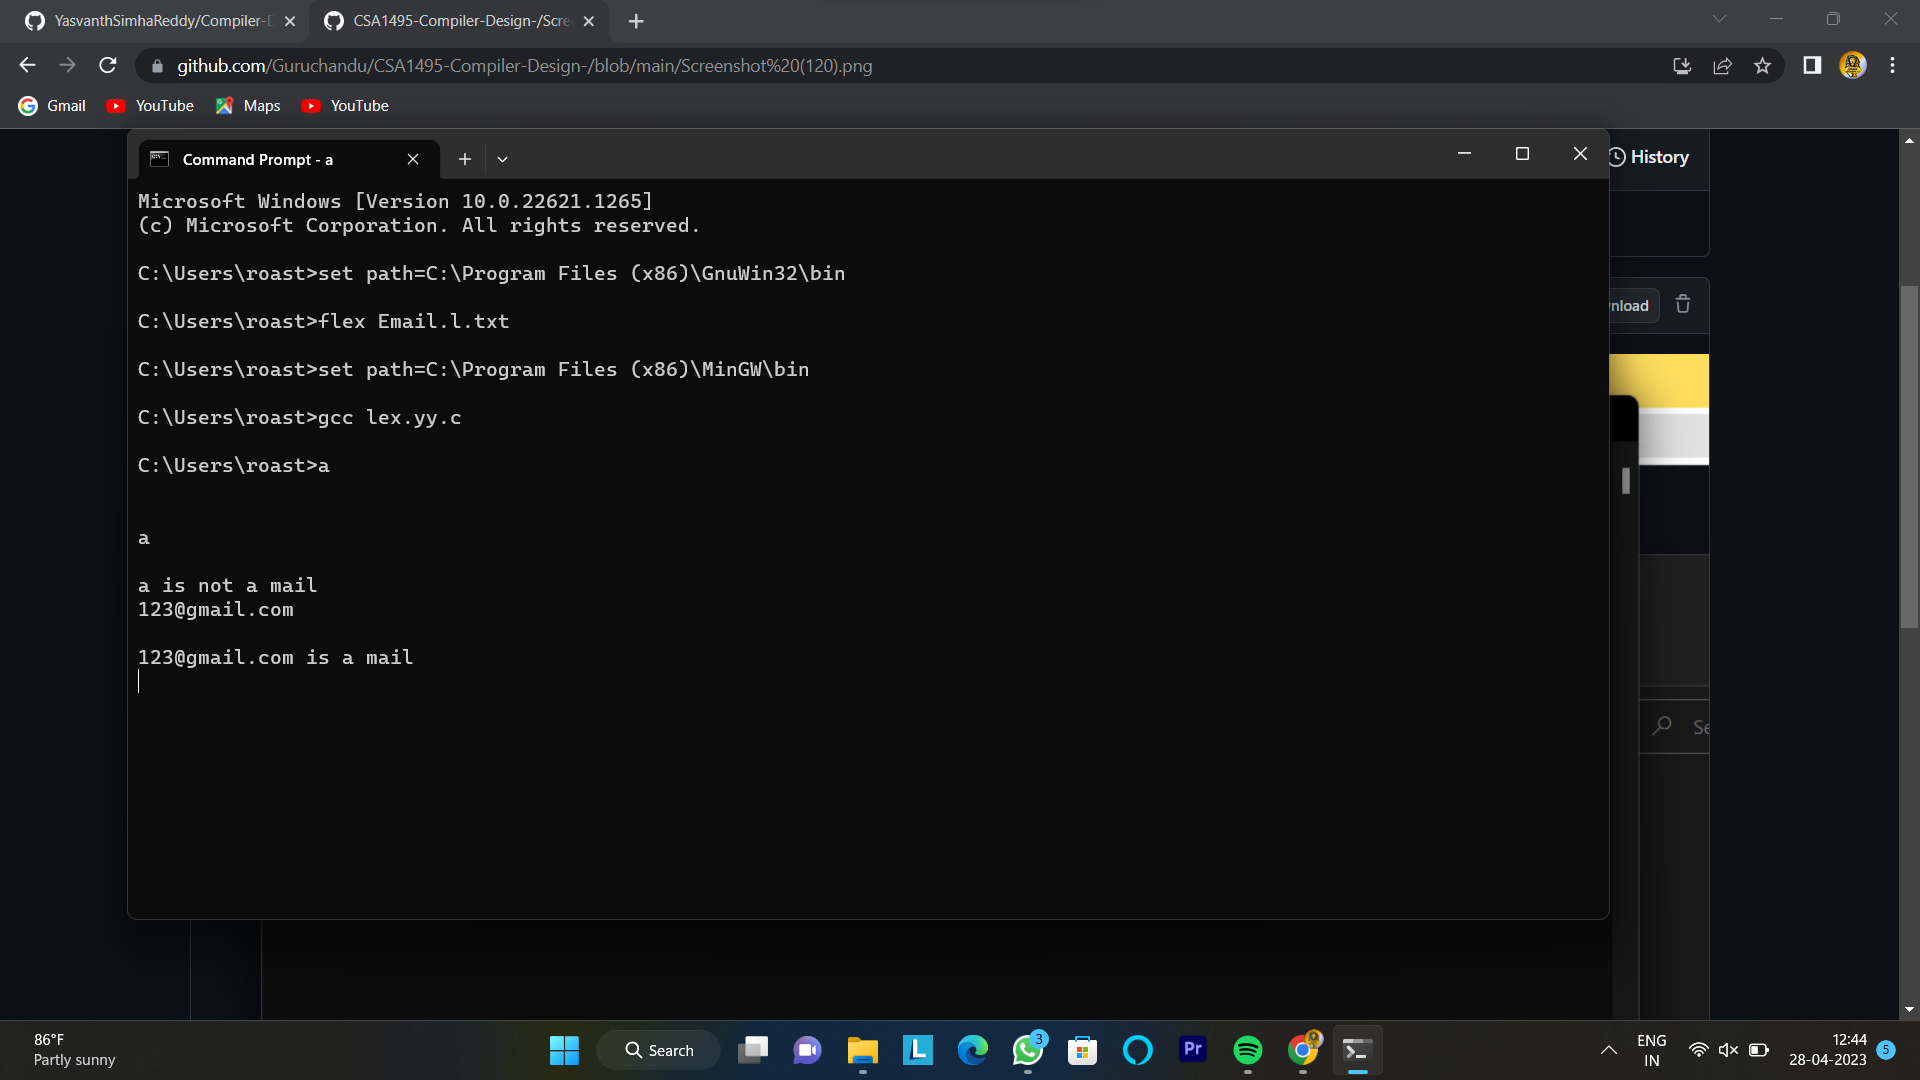 YasvanthSimhaReddy/Compiler-D
CSA1495-Compiler-Design-/Scre
github.com/Guruchandu/CSA1495-Compiler-Design-/blob/main/Screenshot%20(120).png
Gmail
YouTube
Maps
YouTube
Command Prompt - a
History
Microsoft Windows [Version 10.0.22621.1265]
(c) Microsoft Corporation. All rights reserved.
C:\Users\roast>set path=C:\Program Files (x86)\GnuWin32\bin
nload
C:\Users\roast>flex Email.l.txt
C:\Users\roast>set path=C:\Program Files (x86)\MinGW\bin
C:\Users\roast>gcc lex.yy.c
C:\Users\roast>a
a
a is not a mail
123@gmail.com
123@gmail.com is a mail
Se
86°F
Partly sunny
Search
3
Pr
ENG
IN
12:44
28-04-2023
5